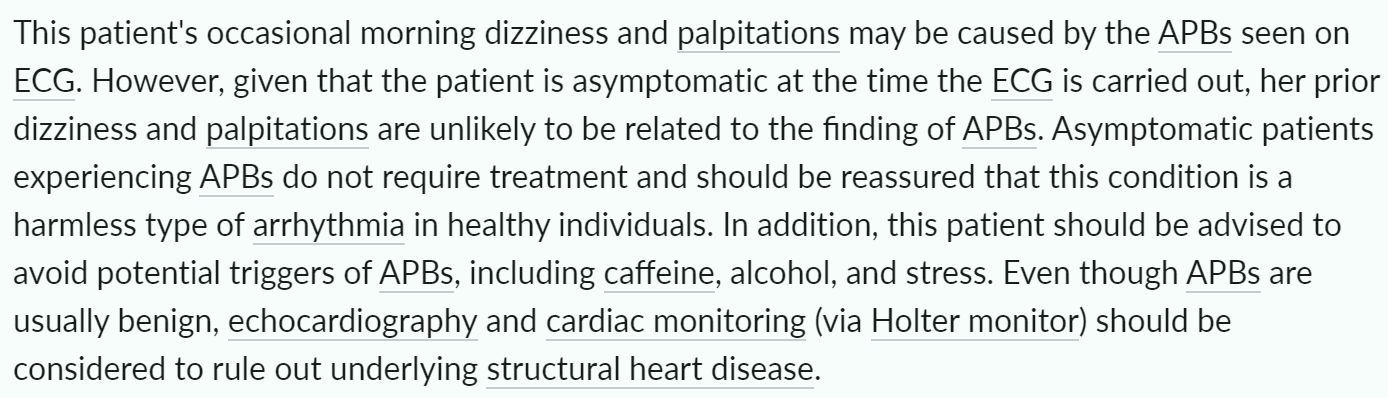 This patient's occasional morning dizziness and palpitations may be caused by the APBs seen on
ECG. However, given that the patient is asymptomatic at the time the ECG is carried out, her prior
dizziness and palpitations are unlikely to be related to the finding of APBs. Asymptomatic patients
experiencing APBs do not require treatment and should be reassured that this condition is a
harmless type of arrhythmia in healthy individuals. In addition, this patient should be advised to
avoid potential triggers of APBs, including caffeine, alcohol, and stress. Even though APBs are
usually benign, echocardiography and cardiac monitoring (via Holter monitor) should be
considered to rule out underlying structural heart disease.